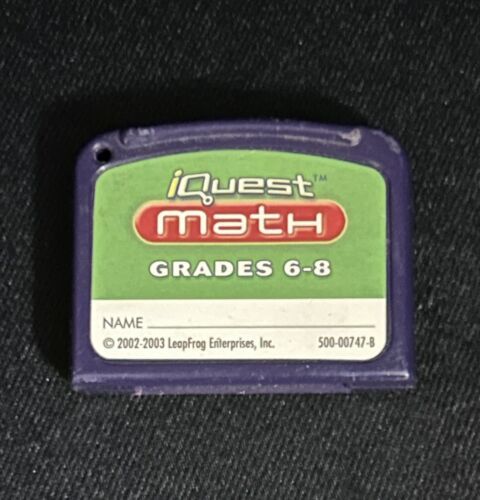 iQuest™
math
GRADES 6-8
NAME
© 2002-2003 LeapFrog Enterprises, Inc. 500-00747-B